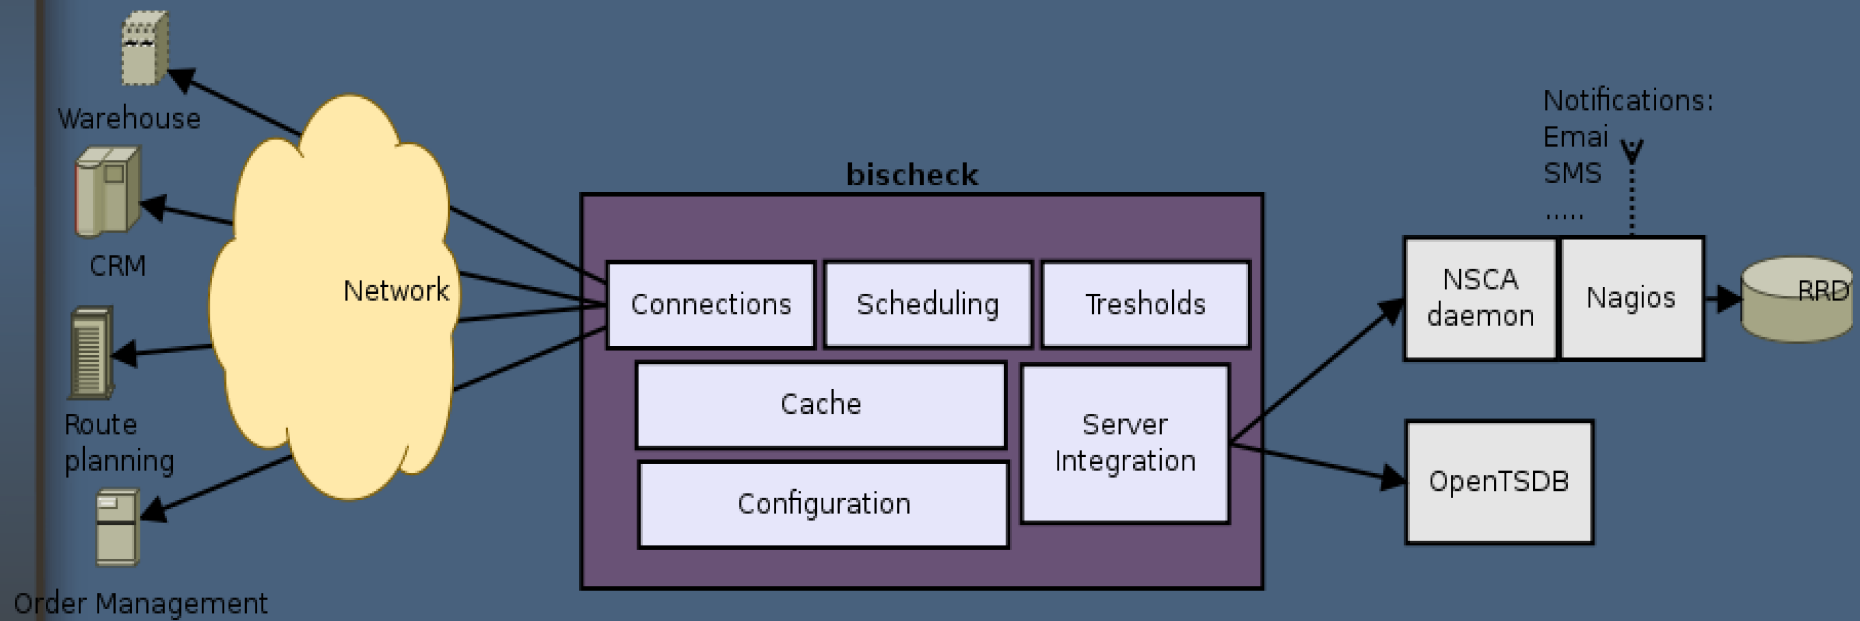 Warehouse
CRM
Route
planning
Order Management
Network
bischeck
Connections
Scheduling
Tresholds
Cache
Configuration
Server
Integration
Notifications:
Emai
SMS
.....
NSCA
daemon
Nagios
RRD
OpenTSDB